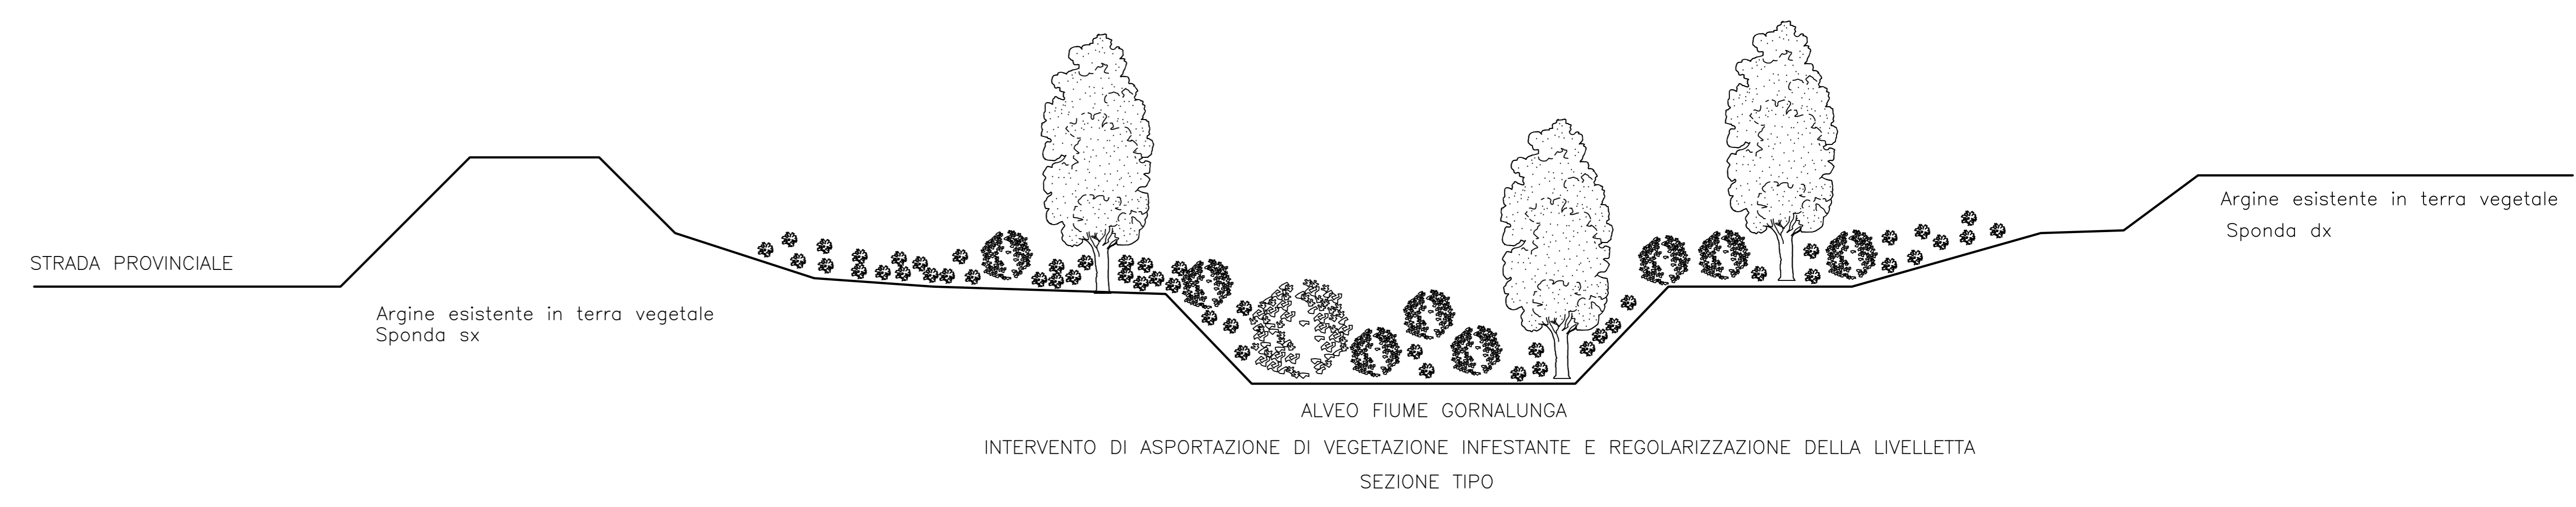 STRADA PROVINCIALE
Argine esistente in terra vegetale
Sponda sx
Argine esistente in terra vegetale
Sponda dx
ALVEO FIUME GORNALUNGA
INTERVENTO DI ASPORTAZIONE DI VEGETAZIONE INFESTANTE E REGOLARIZZAZIONE DELLA LIVELLETTA
SEZIONE TIPO